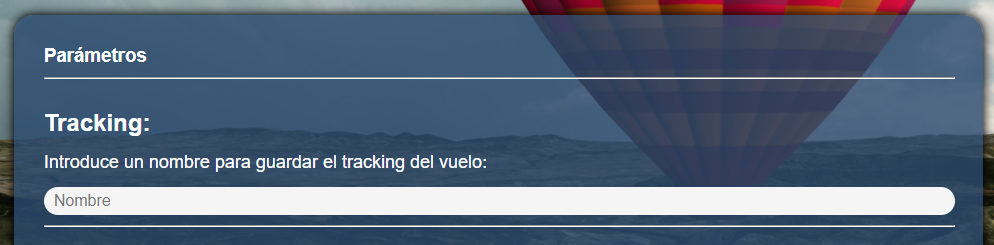 Parámetros
Tracking:
Introduce un nombre para guardar el tracking del vuelo:
Nombre